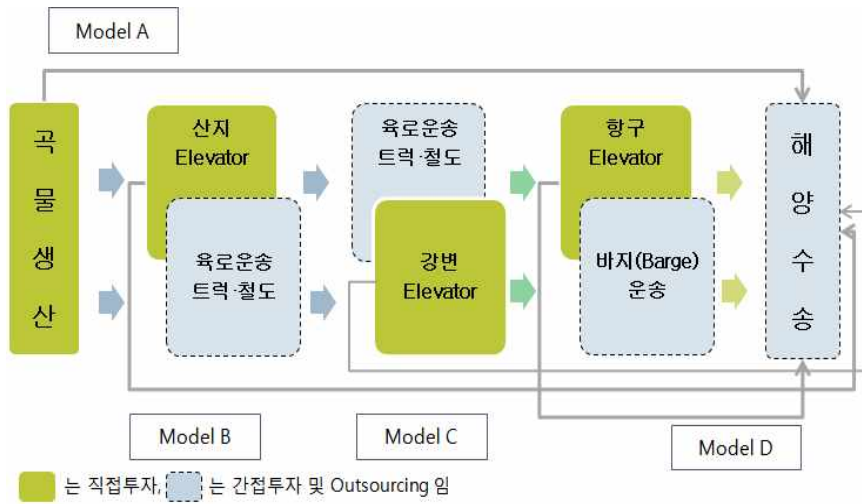 Model A
곡
물
생
산
산지
Elevator
육로운송
트럭·철도
육로운송
트럭·철도
강변
Elevator
항구
Elevator
바지(Barge)
운송
해
양
수
송
Model B
Model C
Model D
는 직접투자, 는 간접투자 및 Outsourcing 임